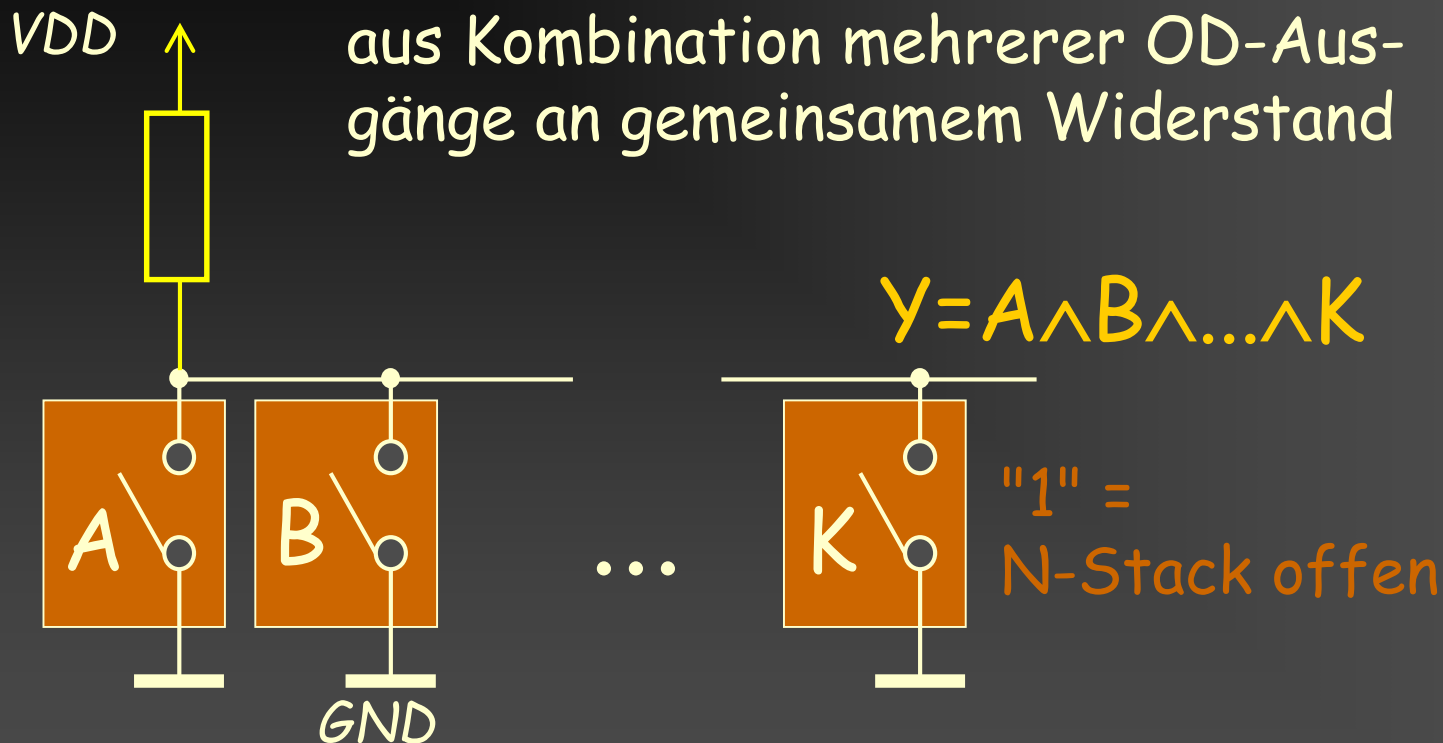 VDD
aus Kombination mehrerer OD-Aus-
gänge an gemeinsamem Widerstand
Y=A∧B∧...∧K
A
B
...
K
"1" =
N-Stack offen
GND